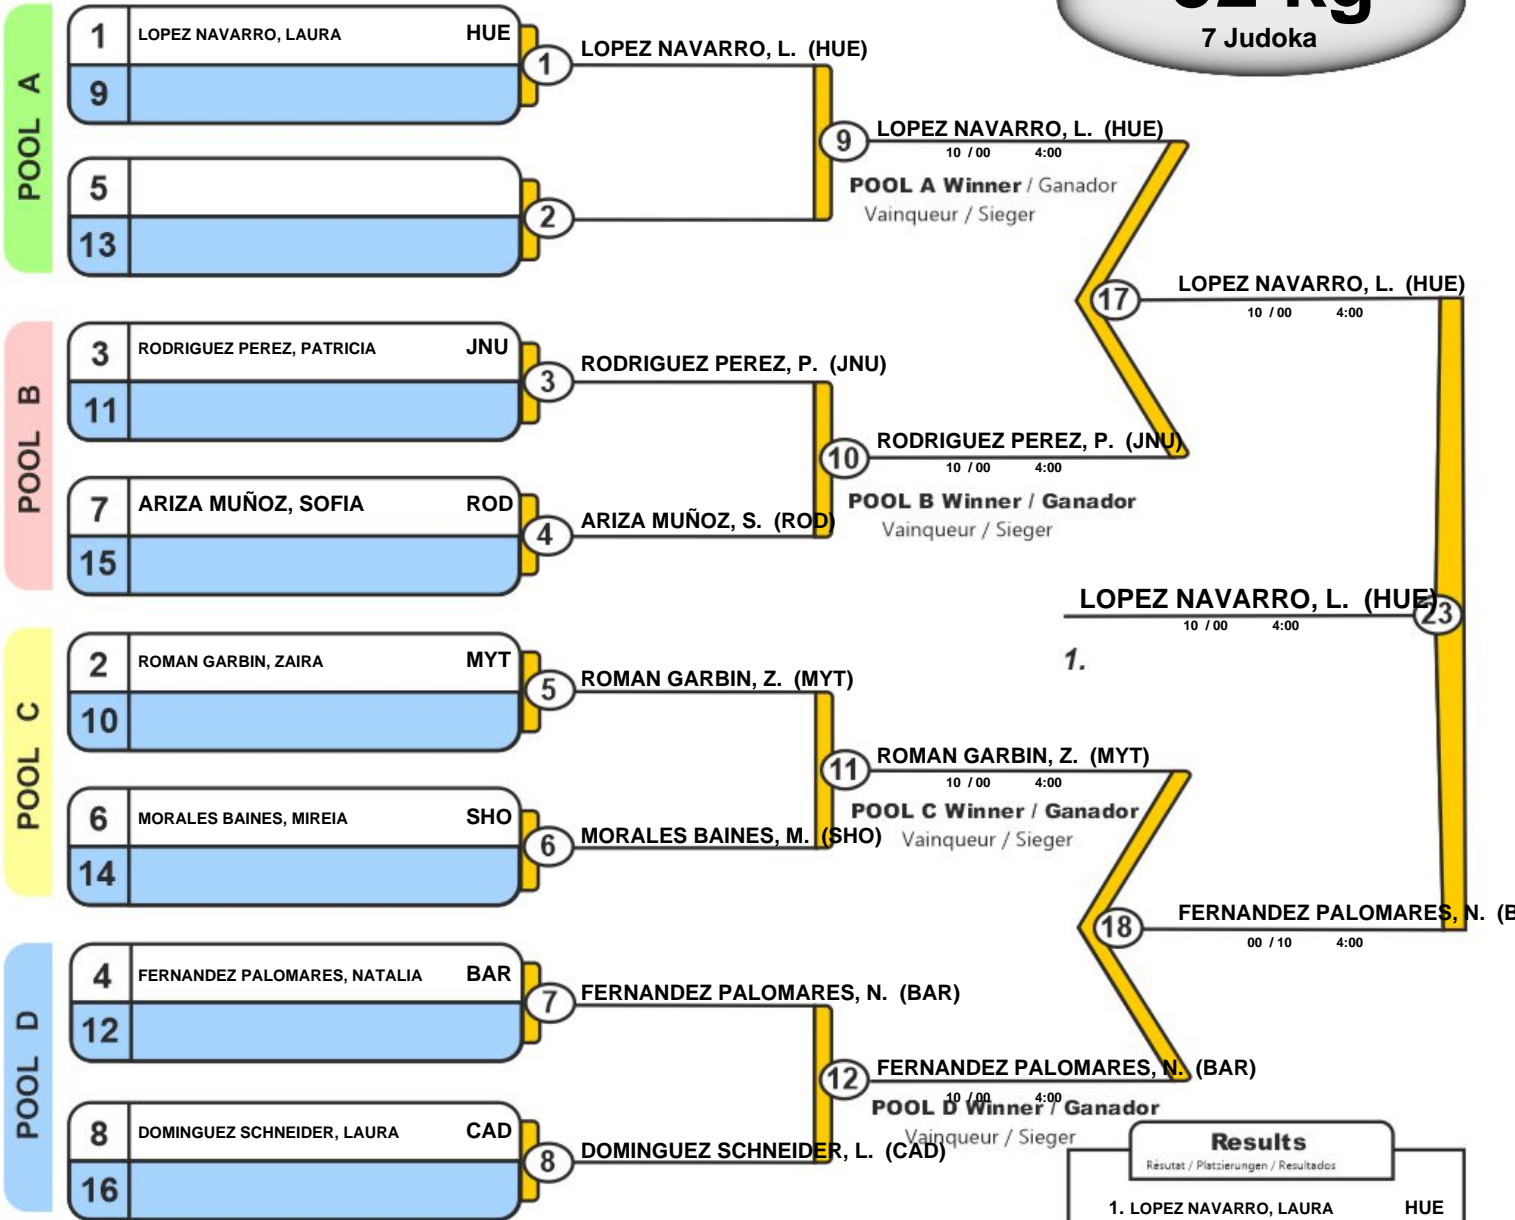 7 Judoka
POOL A
1 LOPEZ NAVARRO, LAURA HUE
9
5
13
1 LOPEZ NAVARRO, L. (HUE)
2
9 LOPEZ NAVARRO, L. (HUE)
10 / 00 4:00
POOL A Winner / Ganador
Vainqueur / Sieger
17 LOPEZ NAVARRO, L. (HUE)
10 / 00 4:00
POOL B
3 RODRIGUEZ PEREZ, PATRICIA JNU
11
7 ARIZA MUÑOZ, SOFIA ROD
15
3 RODRIGUEZ PEREZ, P. (JNU)
4 ARIZA MUÑOZ, S. (ROD)
10 RODRIGUEZ PEREZ, P. (JNU)
10 / 00 4:00
POOL B Winner / Ganador
Vainqueur / Sieger
LOPEZ NAVARRO, L. (HUE) 23
10 / 00 4:00
1.
POOL C
2 ROMAN GARBIN, ZAIRA MYT
10
6 MORALES BAINES, MIREIA SHO
14
5 ROMAN GARBIN, Z. (MYT)
6 MORALES BAINES, M. (SHO)
11 ROMAN GARBIN, Z. (MYT)
10 / 00 4:00
POOL C Winner / Ganador
Vainqueur / Sieger
18 FERNANDEZ PALOMARES, N.
00 / 10 4:00
POOL D
4 FERNANDEZ PALOMARES, NATALIA BAR
12
8 DOMINGUEZ SCHNEIDER, LAURA CAD
16
7 FERNANDEZ PALOMARES, N. (BAR)
8 DOMINGUEZ SCHNEIDER, L. (CAD)
12 FERNANDEZ PALOMARES, N. (BAR)
10 / 00 4:00
POOL D Winner / Ganador
Vainqueur / Sieger
Results
Résutat / Platzierungen / Resultados
1. LOPEZ NAVARRO, LAURA HUE